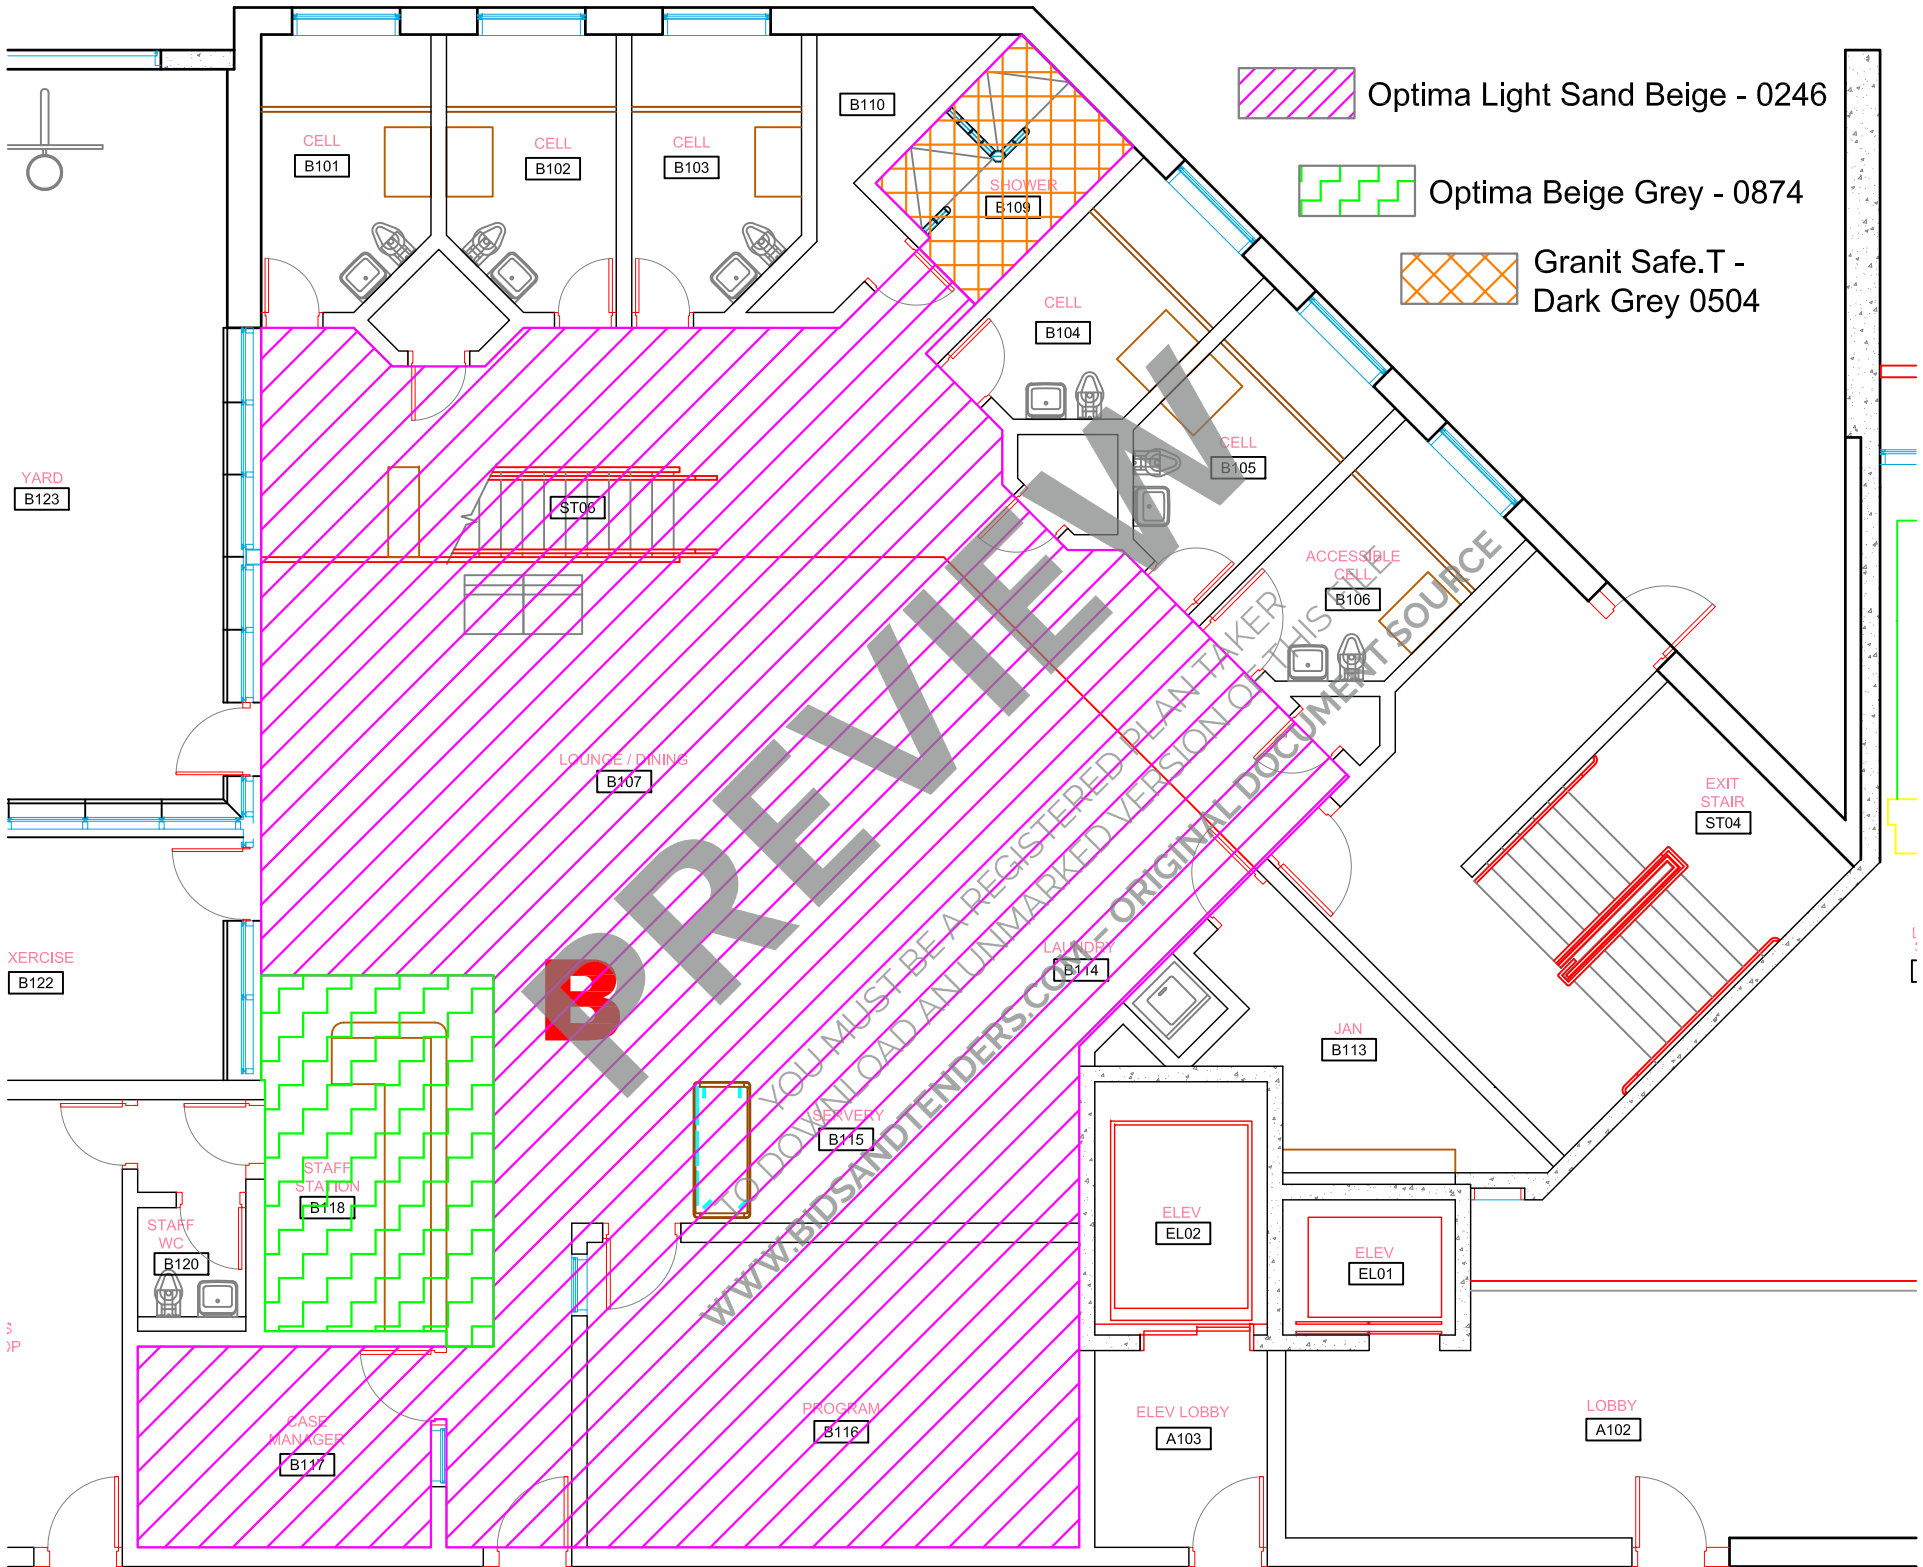 Optima Light Sand Beige - 0246
Optima Beige Grey - 0874
Granit Safe.T -
Dark Grey 0504
CELL
B101
CELL
B102
CELL
B103
B110
SHOWER
B109
CELL
B104
CELL
B105
ACCESSIBLE
CELL
B106
YARD
B123
ST06
LOUNGE / DINING
B107
EXIT
STAIR
ST04
XERCISE
B122
LAUNDRY
B114
JAN
B113
B
SERVERY
B115
STAFF
STATION
B118
STAFF
WC
B120
ELEV
EL02
ELEV
EL01
CASE
MANAGER
B117
PROGRAM
B116
ELEV LOBBY
A103
LOBBY
A102
OP
PREVIEW
YOU MUST BE A REGISTERED PLAN TAKER
TO DOWNLOAD AN UNMARKED VERSION OF THIS FILE
WWW.BIDSANDTENDERS.COM - ORIGINAL DOCUMENT SOURCE